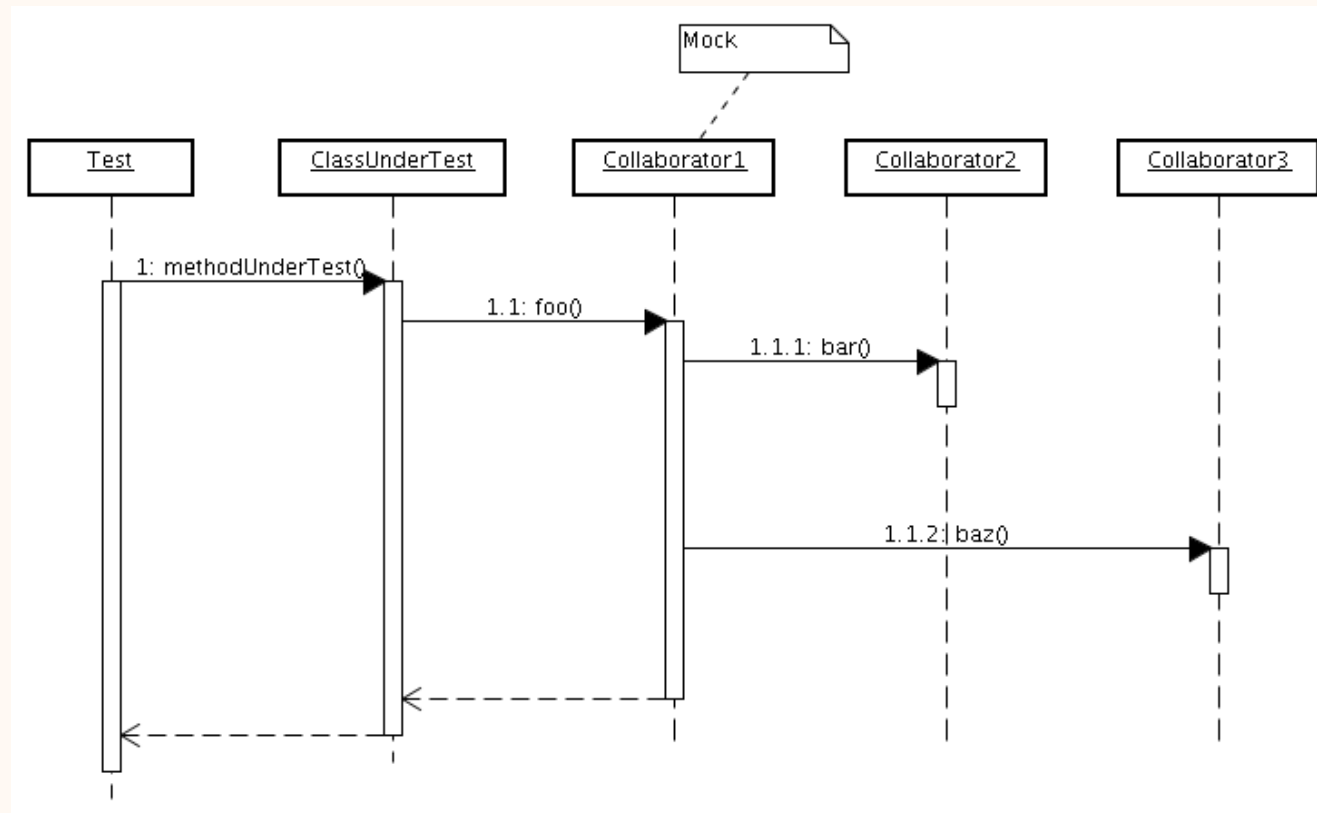 Mock
Test
ClassUnderTest
Collaborator1
Collaborator2
Collaborator3
1: methodUnderTest()
1.1: foo()
1.1.1: bar()
1.1.2: baz()